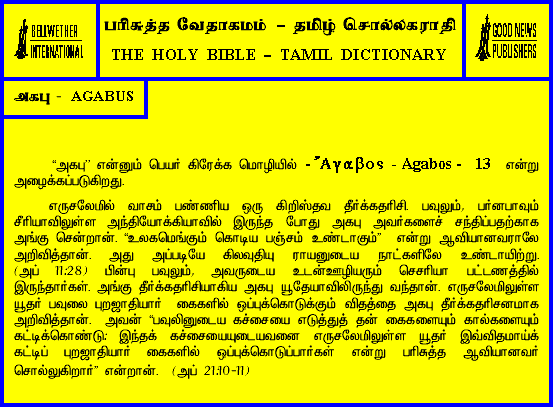 BELLWETHER
INTERNATIONAL
பரிசுத்த வேதாகமம் – தமிழ் சொல்லகராதி
THE HOLY BIBLE – TAMIL DICTIONARY
GOOD NEWS
PUBLISHERS
அகபு - AGABUS
“அகபு” என்னும் பெயர் கிரேக்க மொழியில் - ῎Αγαβος - Agabos - 13 என்று
அழைக்கப்படுகிறது.
எருசலேமில் வாசம் பண்ணிய ஒரு கிறிஸ்தவ தீர்க்கதரிசி. பவுலும், பர்னபாவும்
சீரியாவிலுள்ள அந்தியோக்கியாவில் இருந்த போது அகபு அவர்களைச் சந்திப்பதற்காக
அங்கு சென்றான். “உலகமெங்கும் கொடிய பஞ்சம் உண்டாகும்” என்று ஆவியானவராலே
அறிவித்தான். அது அப்படியே கிலவுதியு ராயனுடைய நாட்களிலே உண்டாயிற்று.
(அப் 11:28) பின்பு பவுலும், அவருடைய உடன்ஊழியரும் செசரியா பட்டணத்தில்
இருந்தார்கள். அங்கு தீர்க்கதரிசியாகிய அகபு யூதேயாவிலிருந்து வந்தான். எருசலேமிலுள்ள
யூதர் பவுலை புறஜாதியார் கைகளில் ஒப்புக்கொடுக்கும் விதத்தை அகபு தீர்க்கதரிசனமாக
அறிவித்தான். அவன் “பவுலினுடைய கச்சையை எடுத்துத் தன் கைகளையும் கால்களையும்
கட்டிக்கொண்டு: இந்தக் கச்சையையுடையவனை எருசலேமிலுள்ள யூதர் இவ்விதமாய்க்
கட்டிப் புறஜாதியார் கைகளில் ஒப்புக்கொடுப்பார்கள் என்று பரிசுத்த ஆவியானவர்
சொல்லுகிறார்” என்றான். (அப் 21:10-11)